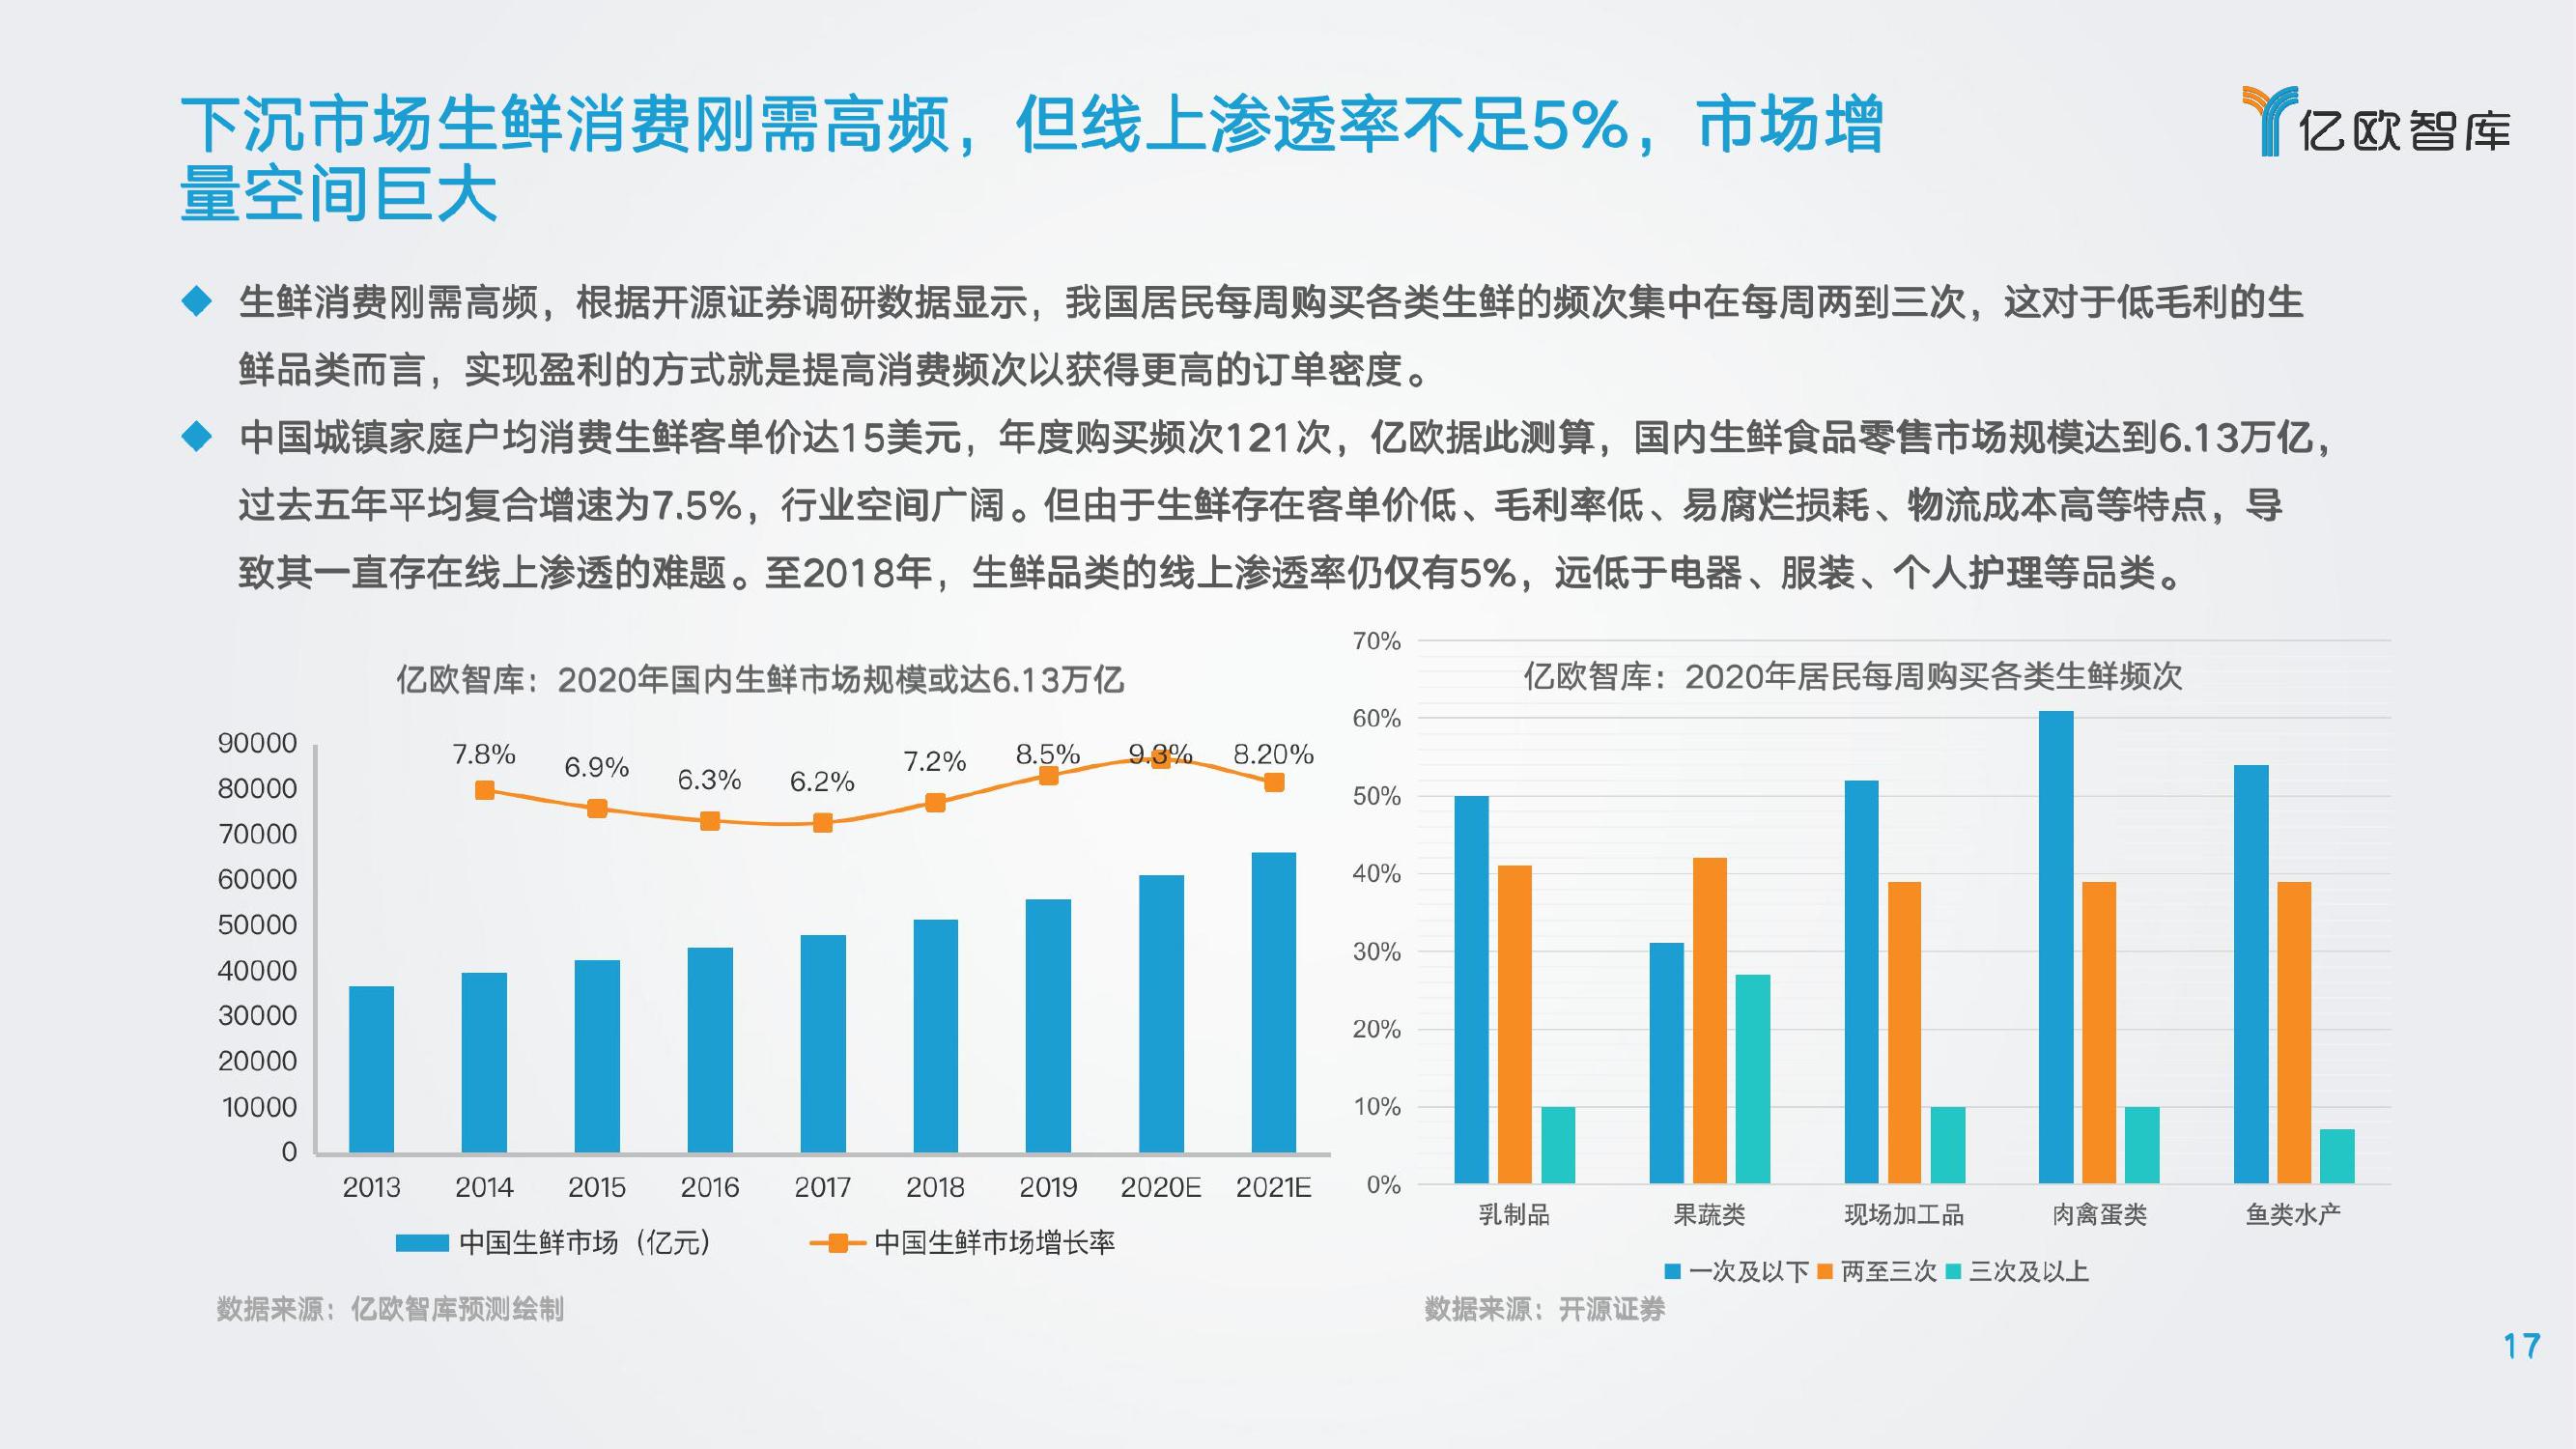 下沉市场生鲜消费刚需高频，但线上渗透率不足5%，市场增
量空间巨大
亿欧智库
生鲜消费刚需高频，根据开源证券调研数据显示，我国居民每周购买各类生鲜的频次集中在每周两到三次，这对于低毛利的生
鲜品类而言，实现盈利的方式就是提高消费频次以获得更高的订单密度。
中国城镇家庭户均消费生鲜客单价达15美元，年度购买频次121次，亿欧据此测算，国内生鲜食品零售市场规模达到6.13万亿，
过去五年平均复合增速为7.5%，行业空间广阔。但由于生鲜存在客单价低、毛利率低、易腐烂损耗、物流成本高等特点，导
致其一直存在线上渗透的难题。至2018年，生鲜品类的线上渗透率仍仅有5%，远低于电器、服装、个人护理等品类。
亿欧智库：2020年国内生鲜市场规模或达6.13万亿
90000
80000
70000
60000
50000
40000
30000
20000
10000
0
7.8%
6.9%
6.3%
6.2%
7.2%
8.5%
9.3%
8.20%
2013
2014
2015
2016
2017
2018
2019
2020E
2021E
中国生鲜市场（亿元）
中国生鲜市场增长率
数据来源：亿欧智库预测绘制
亿欧智库：2020年居民每周购买各类生鲜频次
70%
60%
50%
40%
30%
20%
10%
0%
乳制品
果蔬类
现场加工品
肉禽蛋类
鱼类水产
一次及以下
两至三次
三次及以上
数据来源：开源证券
17